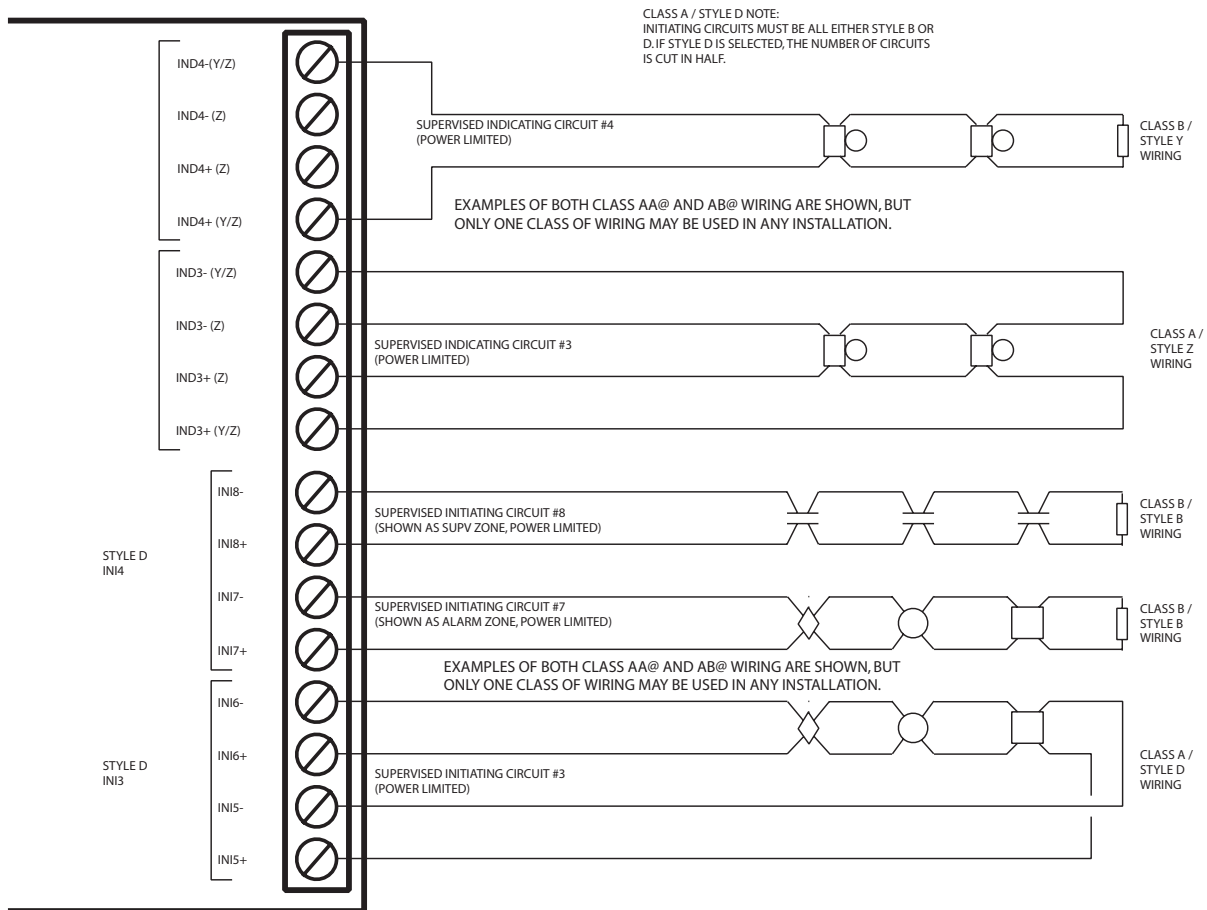 CLASS A / STYLE D NOTE:
INITIATING CIRCUITS MUST BE ALL EITHER STYLE B OR
D. IF STYLE D IS SELECTED, THE NUMBER OF CIRCUITS
IS CUT IN HALF.
IND4-(Y/Z)
IND4- (Z)
IND4+ (Z)
IND4+ (Y/Z)
SUPERVISED INDICATING CIRCUIT #4
(POWER LIMITED)
CLASS B /
STYLE Y
WIRING
EXAMPLES OF BOTH CLASS AA@ AND AB@ WIRING ARE SHOWN, BUT
ONLY ONE CLASS OF WIRING MAY BE USED IN ANY INSTALLATION.
IND3- (Y/Z)
IND3- (Z)
IND3+ (Z)
IND3+ (Y/Z)
SUPERVISED INDICATING CIRCUIT #3
(POWER LIMITED)
CLASS A /
STYLE Z
WIRING
STYLE D
INI4
INI8-
INI8+
INI7-
INI7+
SUPERVISED INITIATING CIRCUIT #8
(SHOWN AS SUPV ZONE, POWER LIMITED)
CLASS B /
STYLE B
WIRING
SUPERVISED INITIATING CIRCUIT #7
(SHOWN AS ALARM ZONE, POWER LIMITED)
CLASS B /
STYLE B
WIRING
EXAMPLES OF BOTH CLASS AA@ AND AB@ WIRING ARE SHOWN, BUT
ONLY ONE CLASS OF WIRING MAY BE USED IN ANY INSTALLATION.
STYLE D
INI3
INI6-
INI6+
INI5-
INI5+
SUPERVISED INITIATING CIRCUIT #3
(POWER LIMITED)
CLASS A /
STYLE D
WIRING